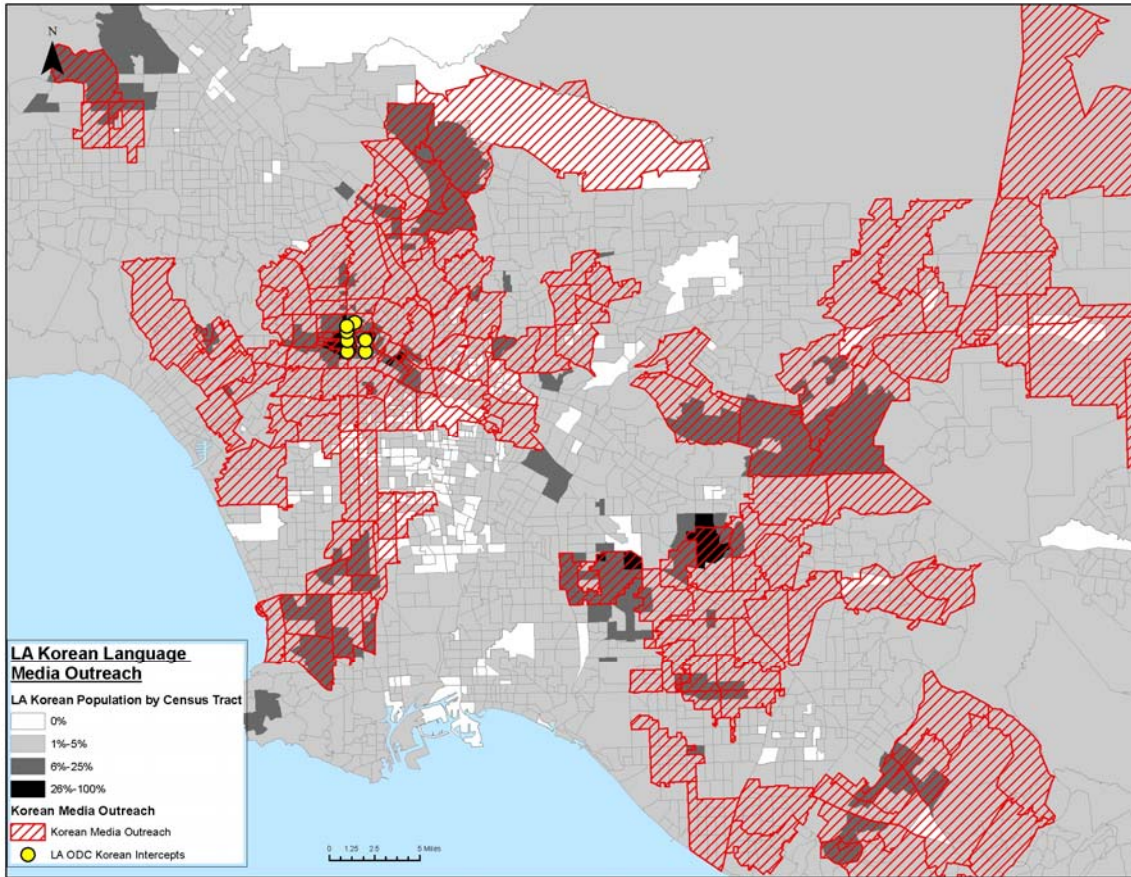 N
LA Korean Language
Media Outreach
LA Korean Population by Census Tract
0%
1%-5%
6%-25%
26%-100%
Korean Media Outreach
Korean Media Outreach
LA ODC Korean Intercepts
0 1.25 2.5 5 Miles